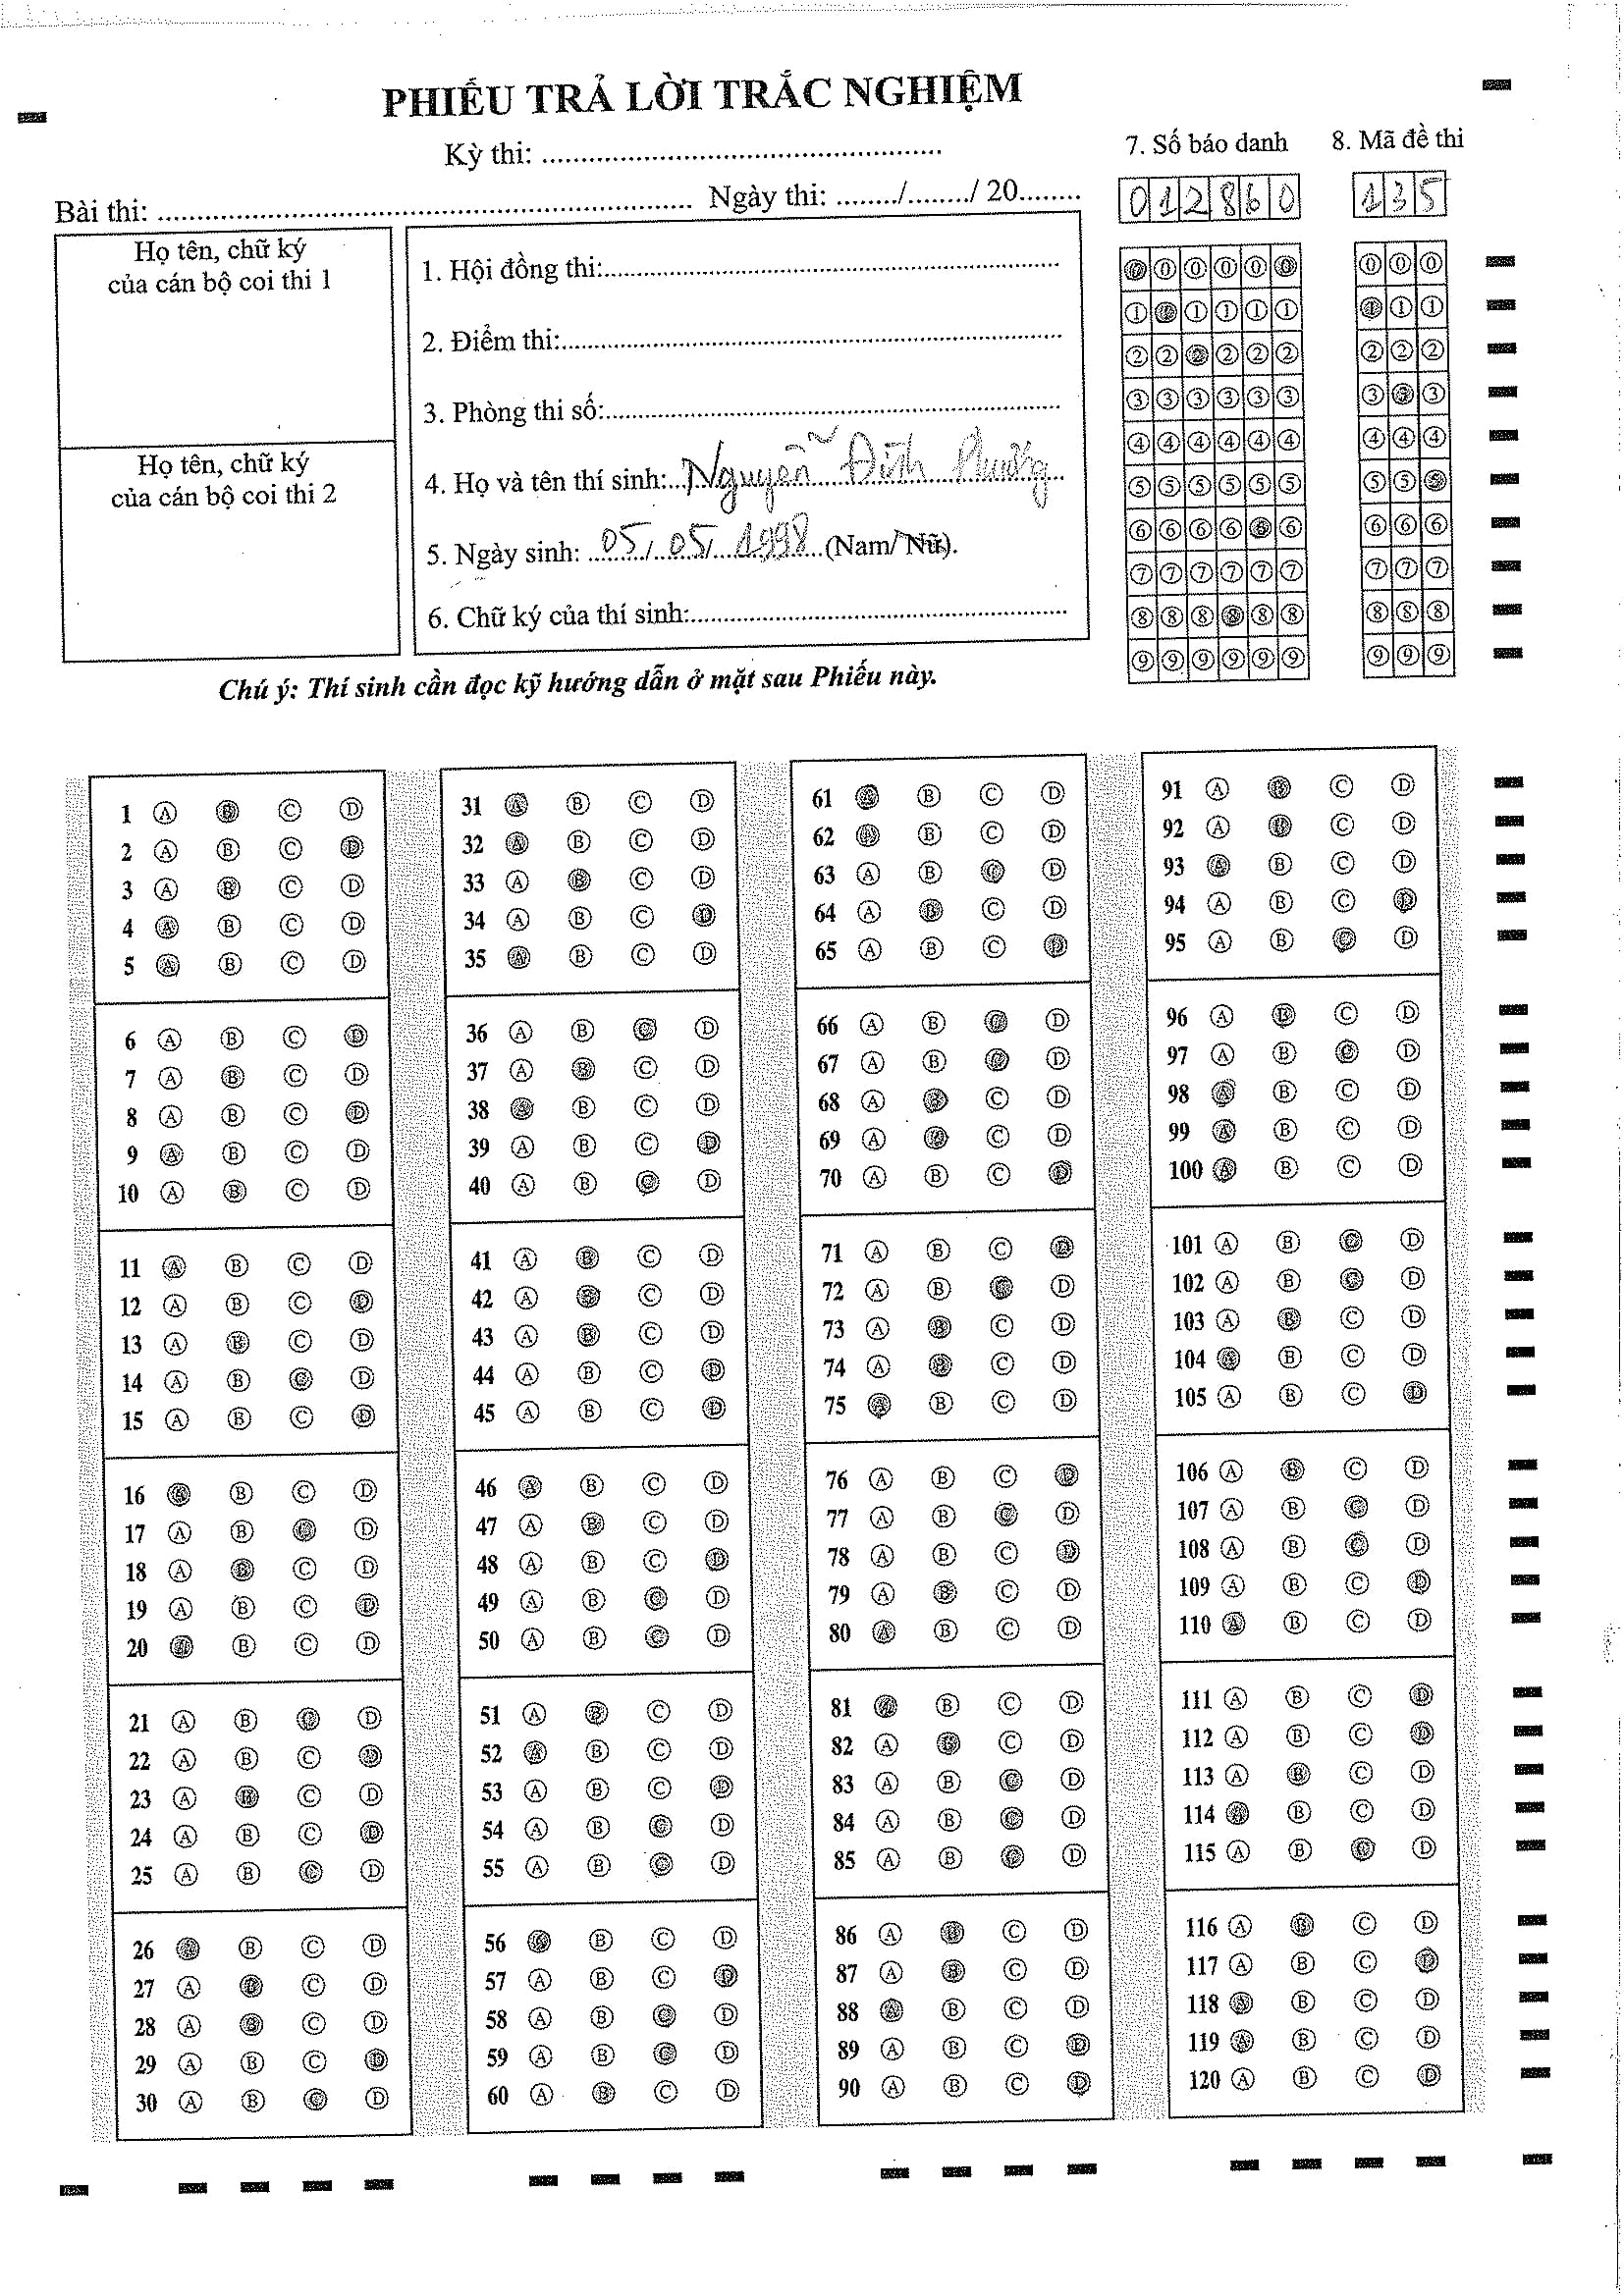 PHIẾU TRẢ LỜI TRẮC NGHIỆM
Kỳ thi: ........................................................
Bài thi: ........................................................ Ngày thi: ......../......../ 20........
7. Số báo danh 8. Mã đề thi
012860 135
Họ tên, chữ ký
của cán bộ coi thi 1
Họ tên, chữ ký
của cán bộ coi thi 2
1. Hội đồng thi:........................................................
2. Điểm thi:........................................................
3. Phòng thi số:........................................................
4. Họ và tên thí sinh: Nguyễn Đình
5. Ngày sinh: 05/05/1998 (Nam/Nữ).
6. Chữ ký của thí sinh:........................................................
Chú ý: Thí sinh cần đọc kỹ hướng dẫn ở mặt sau Phiếu này.
0 0 0 0 0 0 0 0 0
1 1 1 1 1 1 1 1 1
2 2 2 2 2 2 2 2 2
3 3 3 3 3 3 3 3 3
4 4 4 4 4 4 4 4 4
5 5 5 5 5 5 5 5 5
6 6 6 6 6 6 6 6 6
7 7 7 7 7 7 7 7 7
8 8 8 8 8 8 8 8 8
9 9 9 9 9 9 9 9 9
1 A B C D 31 A B C D 61 A B C D 91 A B C D
2 A B C D 32 A B C D 62 A B C D 92 A B C D
3 A B C D 33 A B C D 63 A B C D 93 A B C D
4 A B C D 34 A B C D 64 A B C D 94 A B C D
5 A B C D 35 A B C D 65 A B C D 95 A B C D
6 A B C D 36 A B C D 66 A B C D 96 A B C D
7 A B C D 37 A B C D 67 A B C D 97 A B C D
8 A B C D 38 A B C D 68 A B C D 98 A B C D
9 A B C D 39 A B C D 69 A B C D 99 A B C D
10 A B C D 40 A B C D 70 A B C D 100 A B C D
11 A B C D 41 A B C D 71 A B C D 101 A B C D
12 A B C D 42 A B C D 72 A B C D 102 A B C D
13 A B C D 43 A B C D 73 A B C D 103 A B C D
14 A B C D 44 A B C D 74 A B C D 104 A B C D
15 A B C D 45 A B C D 75 A B C D 105 A B C D
16 A B C D 46 A B C D 76 A B C D 106 A B C D
17 A B C D 47 A B C D 77 A B C D 107 A B C D
18 A B C D 48 A B C D 78 A B C D 108 A B C D
19 A B C D 49 A B C D 79 A B C D 109 A B C D
20 A B C D 50 A B C D 80 A B C D 110 A B C D
21 A B C D 51 A B C D 81 A B C D 111 A B C D
22 A B C D 52 A B C D 82 A B C D 112 A B C D
23 A B C D 53 A B C D 83 A B C D 113 A B C D
24 A B C D 54 A B C D 84 A B C D 114 A B C D
25 A B C D 55 A B C D 85 A B C D 115 A B C D
26 A B C D 56 A B C D 86 A B C D 116 A B C D
27 A B C D 57 A B C D 87 A B C D 117 A B C D
28 A B C D 58 A B C D 88 A B C D 118 A B C D
29 A B C D 59 A B C D 89 A B C D 119 A B C D
30 A B C D 60 A B C D 90 A B C D 120 A B C D